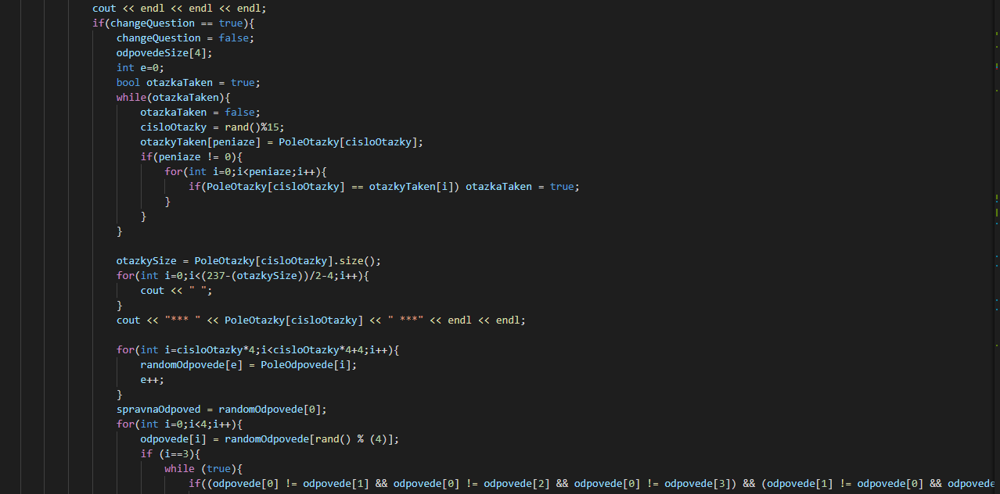 cout << endl << endl << endl;
if(changeQuestion == true){
changeQuestion = false;
odpovedeSize[4];
int e=0;
bool otazkaTaken = true;
while(otazkaTaken){
otazkaTaken = false;
cisloOtazky = rand()%15;
otazkyTaken[peniaze] = PoleOtazky[cisloOtazky];
if(peniaze != 0){
for(int i=0;i<peniaze;i++){
if(PoleOtazky[cisloOtazky] == otazkyTaken[i]) otazkaTaken = true;
}
}
}
otazkySize = PoleOtazky[cisloOtazky].size();
for(int i=0;i<(237-(otazkySize))/2-4;i++){
cout << " ";
}
cout << "*** " << PoleOtazky[cisloOtazky] << " ***" << endl << endl;
for(int i=cisloOtazky*4;i<cisloOtazky*4+4;i++){
randomOdpovede[e] = PoleOdpovede[i];
e++;
}
spravnaOdpoved = randomOdpovede[0];
for(int i=0;i<4;i++){
odpovede[i] = randomOdpovede[rand() % (4)];
if (i==3){
while (true){
if((odpovede[0] != odpovede[1] && odpovede[0] != odpovede[2] && odpovede[0] != odpovede[3]) && (odpovede[1] != odpovede[0] && odpovede